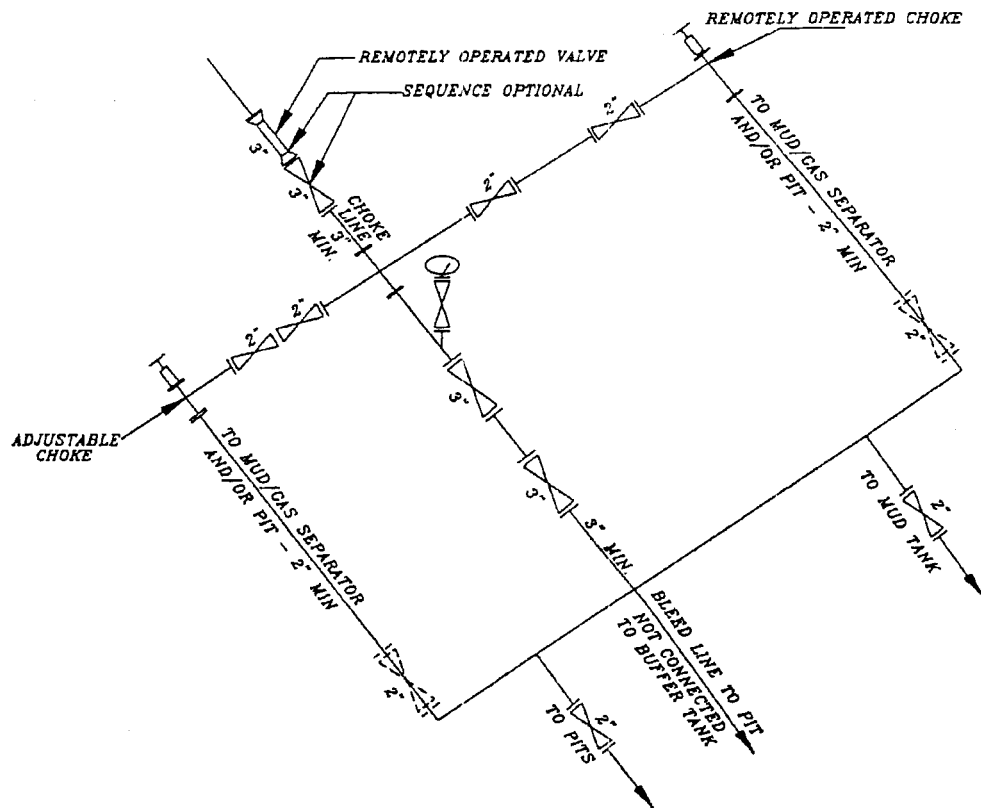 REMOTELY OPERATED CHOKE
REMOTELY OPERATED VALVE
SEQUENCE OPTIONAL
3"
3"
CHOKE
LINE
3"
MIN.
2"
2"
TO MUD/GAS SEPARATOR
AND/OR PIT - 2" MIN
2"
2"
2"
3"
3"
3" MIN.
ADJUSTABLE
CHOKE
TO MUD/GAS SEPARATOR
AND/OR PIT - 2" MIN
2"
2"
TO MUD TANK
BLEED LINE TO PIT
NOT CONNECTED
TO BUFFER TANK
2"
TO PITS